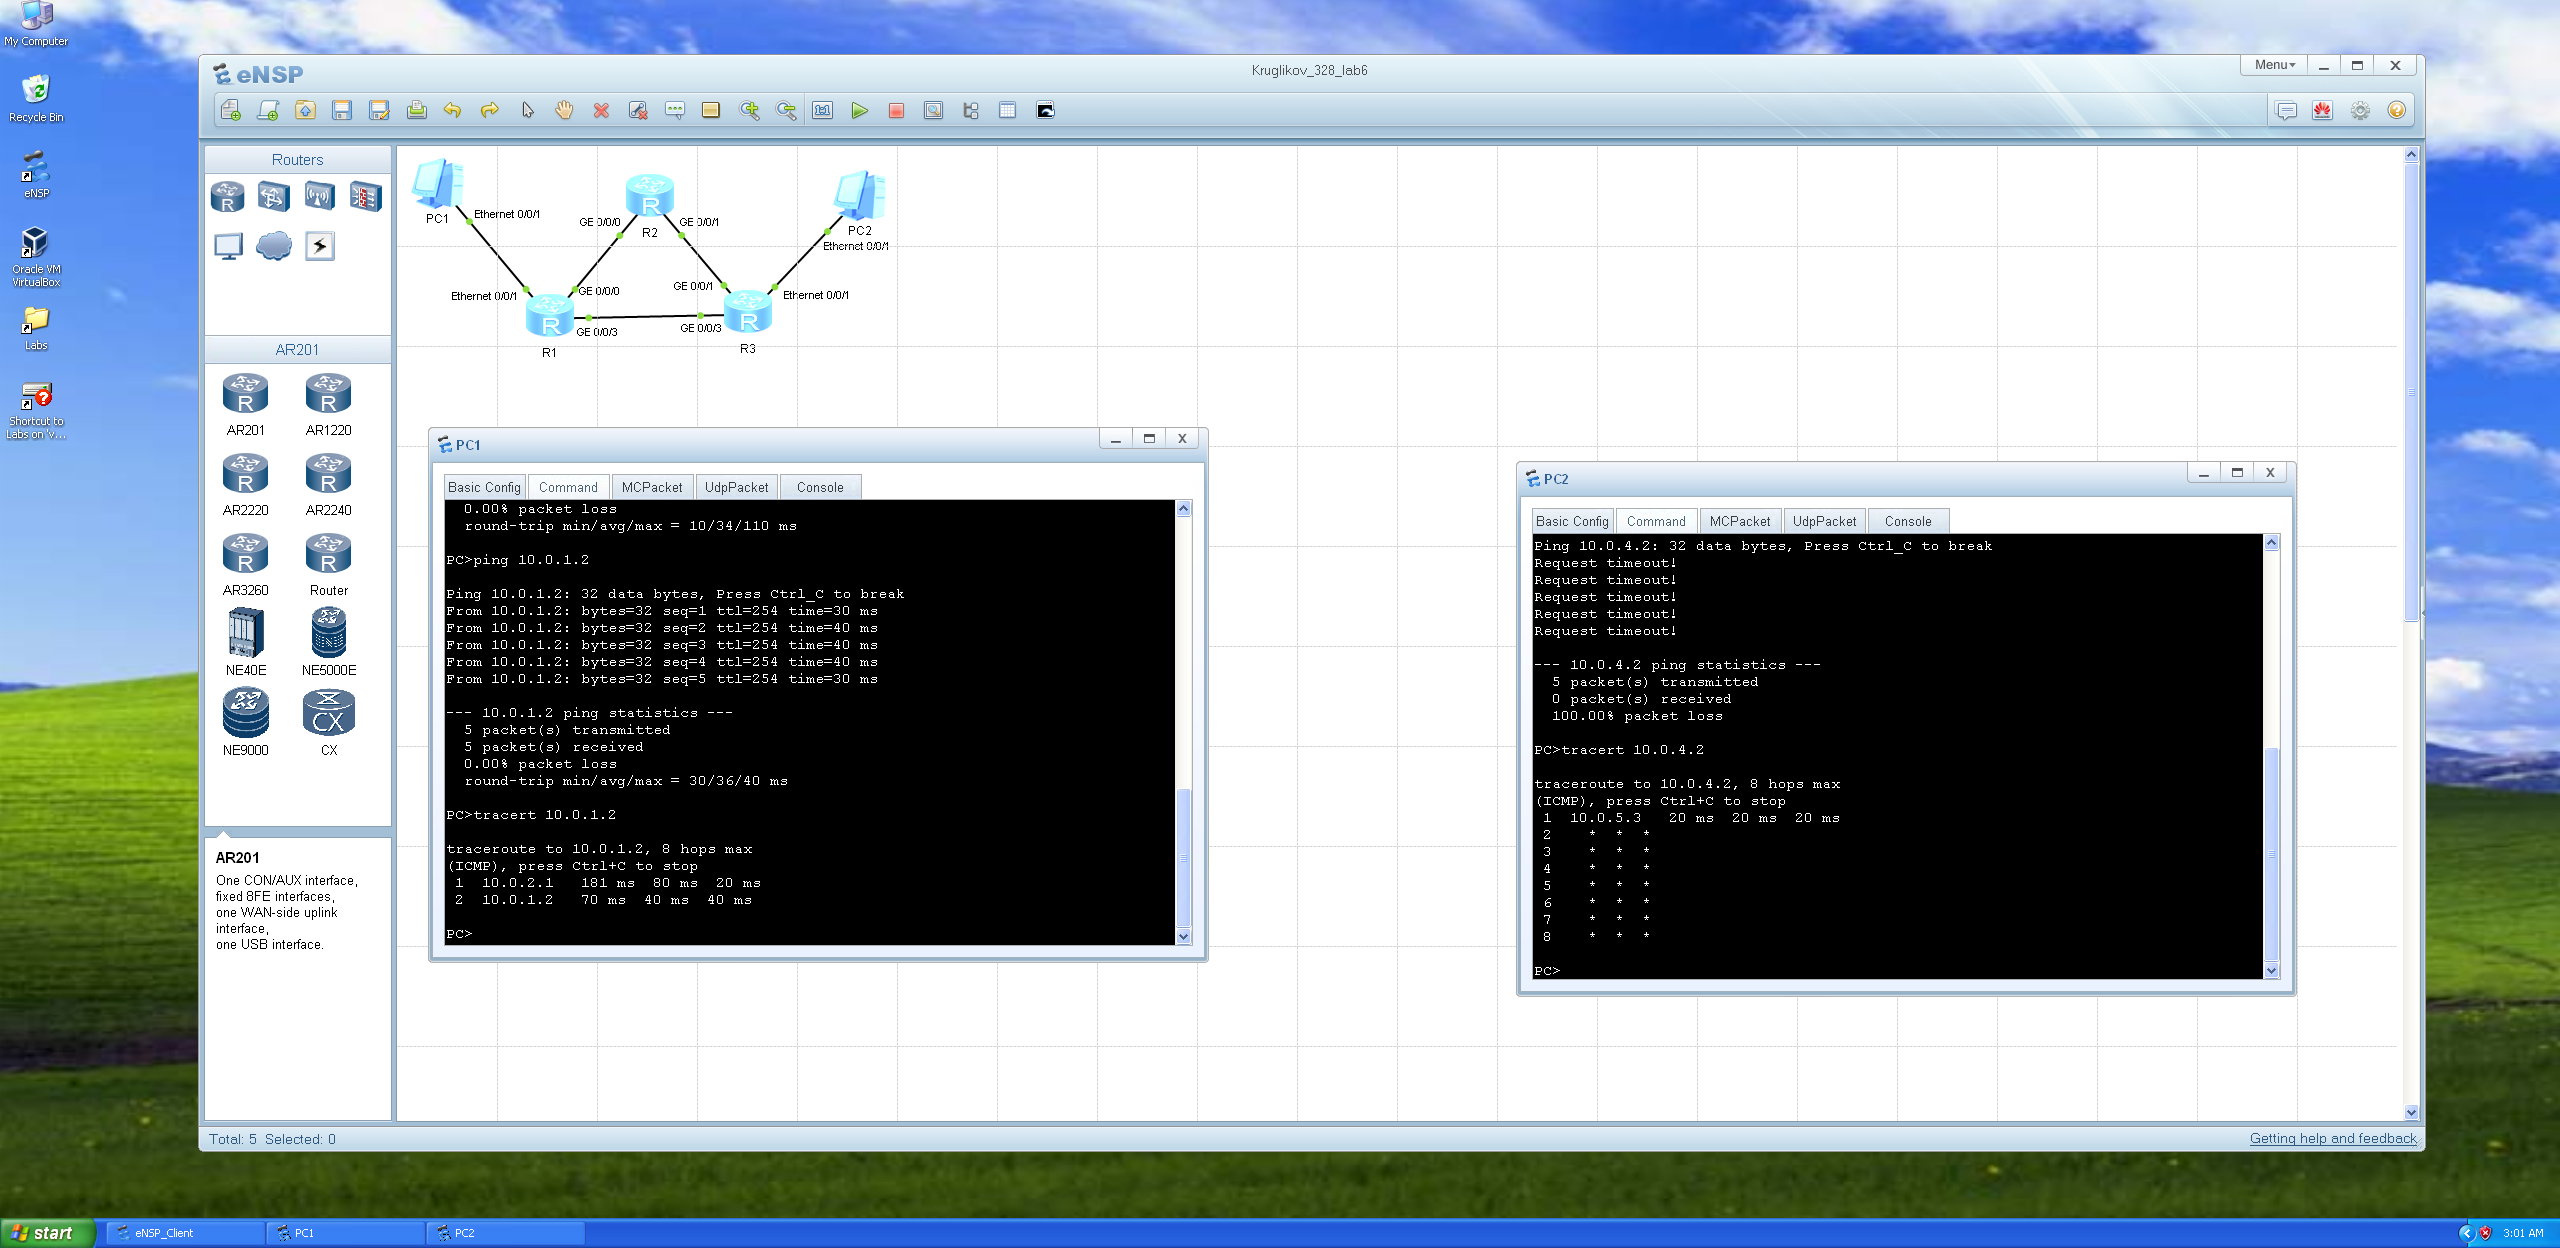 My Computer
Recycle Bin
eNSP
Oracle VM
VirtualBox
Labs
Shortcut to
Labs on 'v...
eNSP
Kruglikov_328_lab6
Menu
Routers
AR201
AR201
AR1220
AR2220
AR2240
AR3260
Router
NE40E
NE5000E
NE9000
CX
AR201
One CON/AUX interface,
fixed 8FE interfaces,
one WAN-side uplink
interface,
one USB interface.
PC1
Ethernet 0/0/1
GE 0/0/0
R2
GE 0/0/1
PC2
Ethernet 0/0/1
Ethernet 0/0/1
GE 0/0/0
GE 0/0/1
Ethernet 0/0/1
GE 0/0/3
GE 0/0/3
R1
R3
PC1
Basic Config
Command
MCPacket
UdpPacket
Console
0.00% packet loss
round-trip min/avg/max = 10/34/110 ms
PC>ping 10.0.1.2
Ping 10.0.1.2: 32 data bytes, Press Ctrl_C to break
From 10.0.1.2: bytes=32 seq=1 ttl=254 time=30 ms
From 10.0.1.2: bytes=32 seq=2 ttl=254 time=40 ms
From 10.0.1.2: bytes=32 seq=3 ttl=254 time=40 ms
From 10.0.1.2: bytes=32 seq=4 ttl=254 time=40 ms
From 10.0.1.2: bytes=32 seq=5 ttl=254 time=30 ms
--- 10.0.1.2 ping statistics ---
5 packet(s) transmitted
5 packet(s) received
0.00% packet loss
round-trip min/avg/max = 30/36/40 ms
PC>tracert 10.0.1.2
traceroute to 10.0.1.2, 8 hops max
(ICMP), press Ctrl+C to stop
1 10.0.2.1 181 ms 80 ms 20 ms
2 10.0.1.2 70 ms 40 ms 40 ms
PC>
PC2
Basic Config
Command
MCPacket
UdpPacket
Console
Ping 10.0.4.2: 32 data bytes, Press Ctrl_C to break
Request timeout!
Request timeout!
Request timeout!
Request timeout!
Request timeout!
--- 10.0.4.2 ping statistics ---
5 packet(s) transmitted
0 packet(s) received
100.00% packet loss
PC>tracert 10.0.4.2
traceroute to 10.0.4.2, 8 hops max
(ICMP), press Ctrl+C to stop
1 10.0.5.3 20 ms 20 ms 20 ms
2 * * *
3 * * *
4 * * *
5 * * *
6 * * *
7 * * *
8 * * *
PC>
Total: 5 Selected: 0
Getting help and feedback
start
eNSP_Client
PC1
PC2
3:01 AM